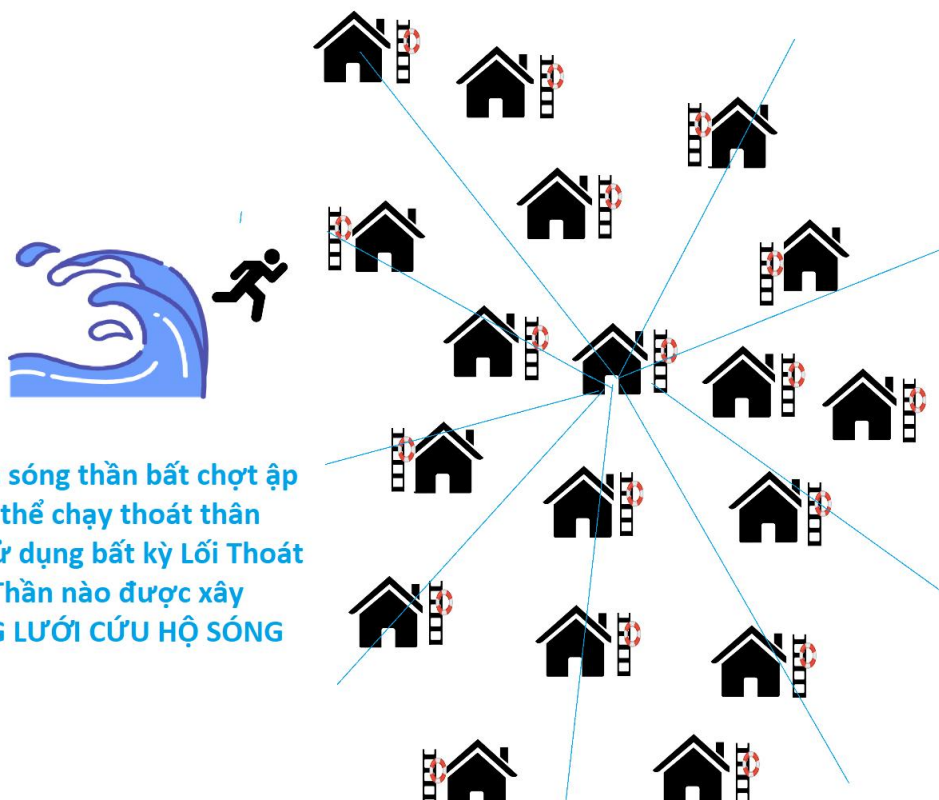 sóng thần bất chợt ập
thể chạy thoát thân
dụng bất kỳ Lối Thoát
Thần nào được xây
LƯỚI CỨU HỘ SÓNG